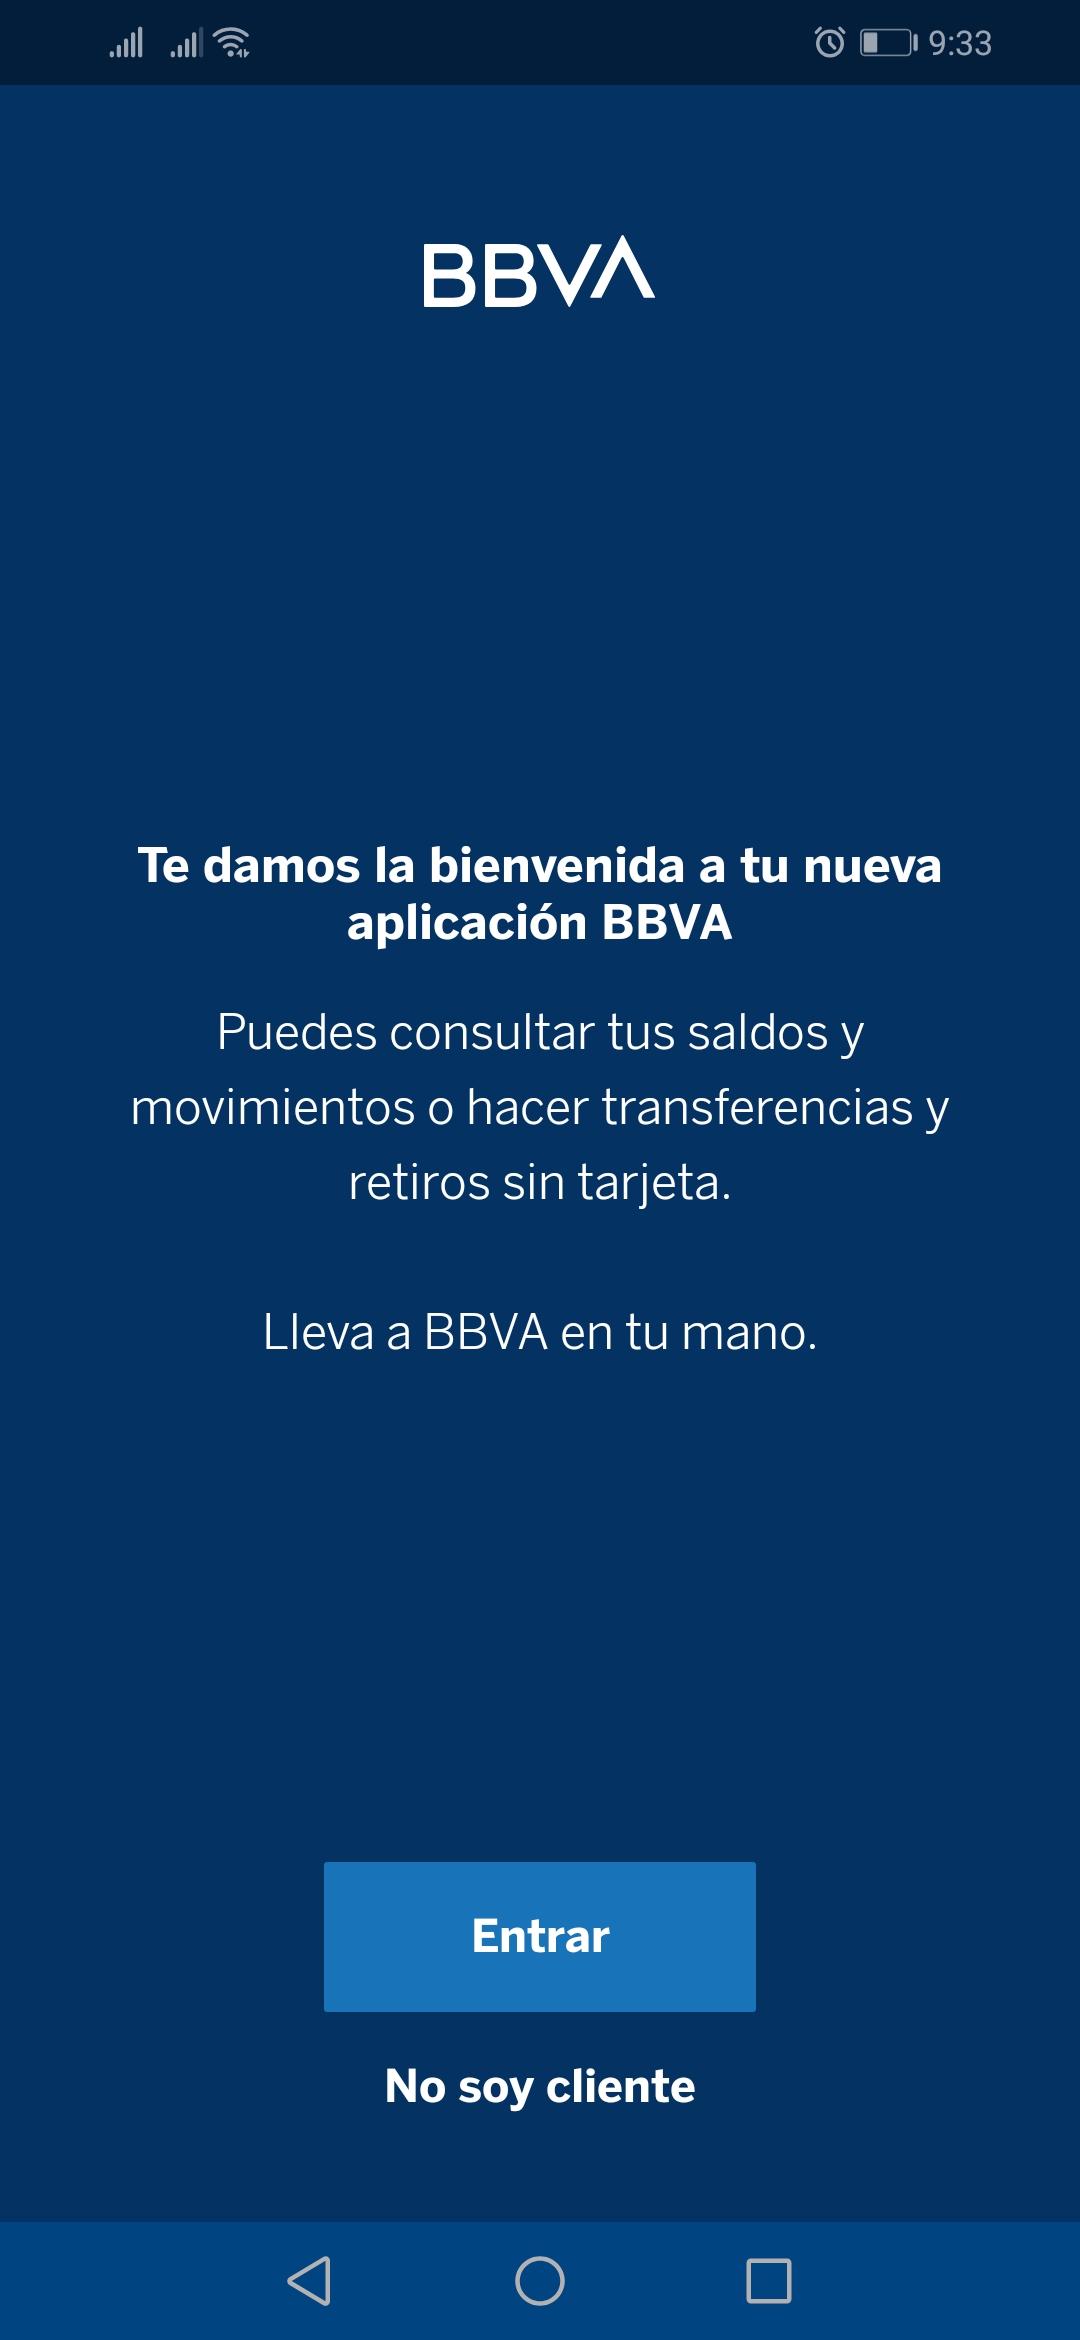 9:33
BBVA
Te damos la bienvenida a tu nueva
aplicación BBVA
Puedes consultar tus saldos y
movimientos o hacer transferencias y
retiros sin tarjeta.
Lleva a BBVA en tu mano.
Entrar
No soy cliente